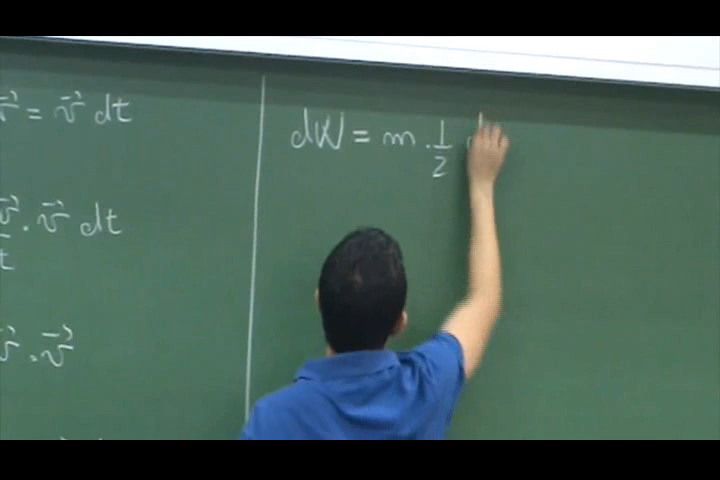 v⃗ = v⃗ dt
v⃗ . v⃗ dt
t
v⃗ . v⃗
dW = m . 1/2 d